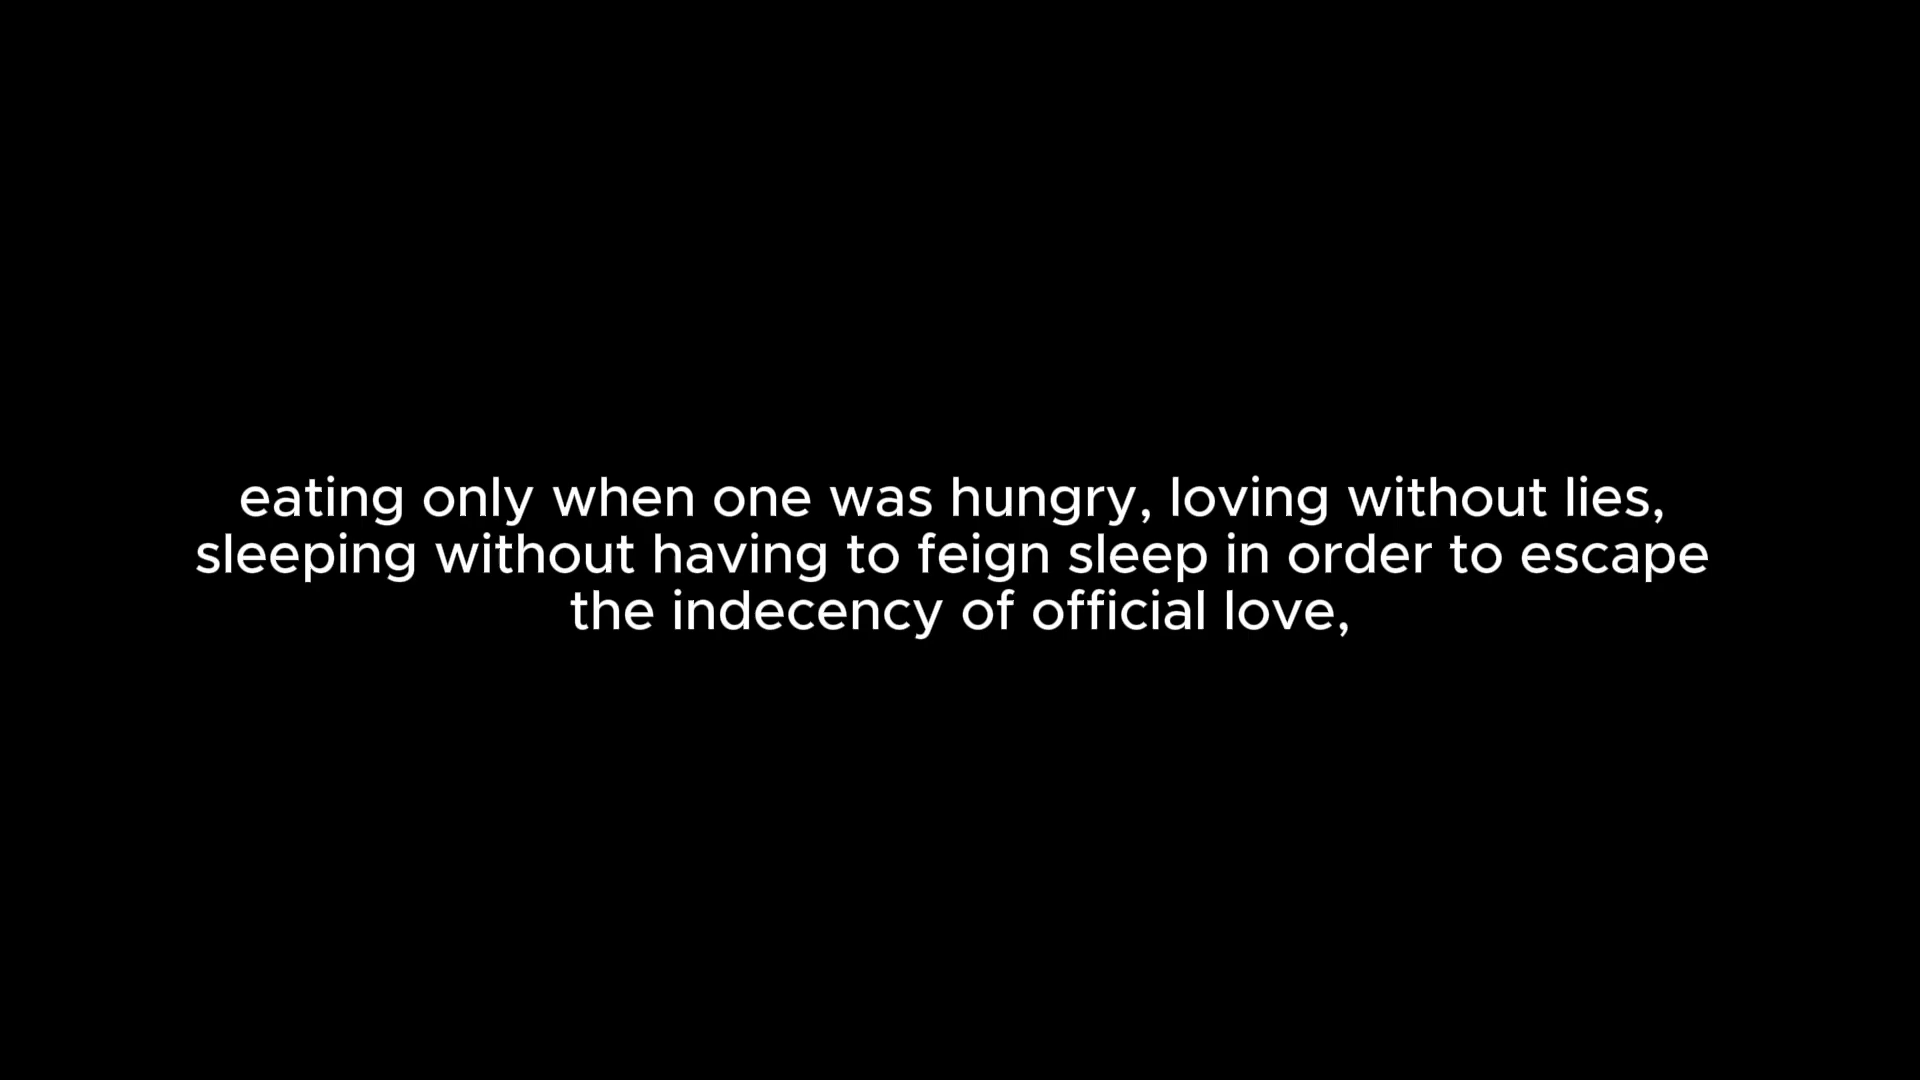 eating only when one was hungry, loving without lies,
sleeping without having to feign sleep in order to escape
the indecency of official love,